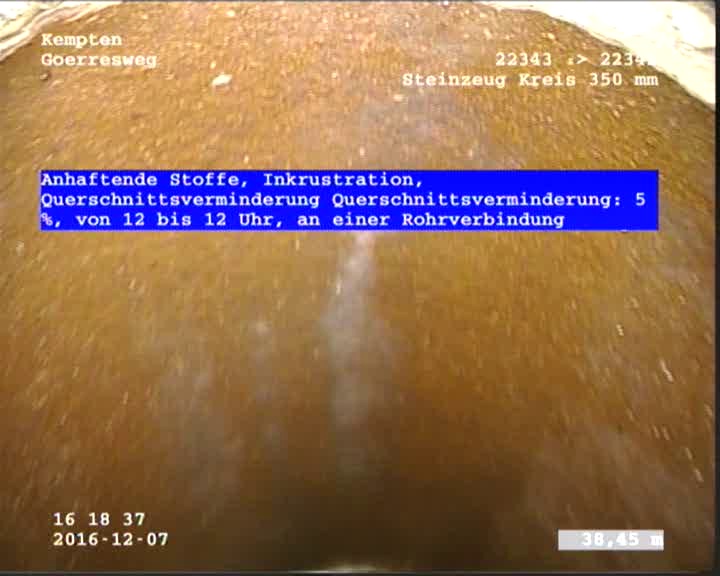 Kempten
Goerresweg
22343 :> 2234
Steinzeug Kreis 350 mm
Anhaftende Stoffe, Inkrustration,
Querschnittsverminderung Querschnittsverminderung: 5
%, von 12 bis 12 Uhr, an einer Rohrverbindung
16 18 37
2016-12-07
38,45 m